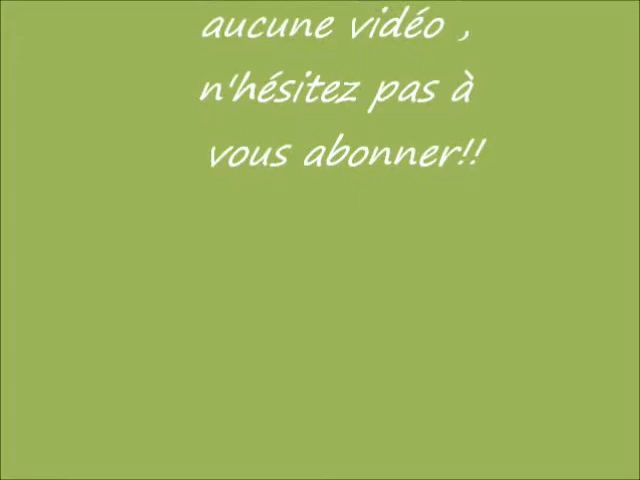 aucune vidéo ,
n'hésitez pas à
vous abonner!!